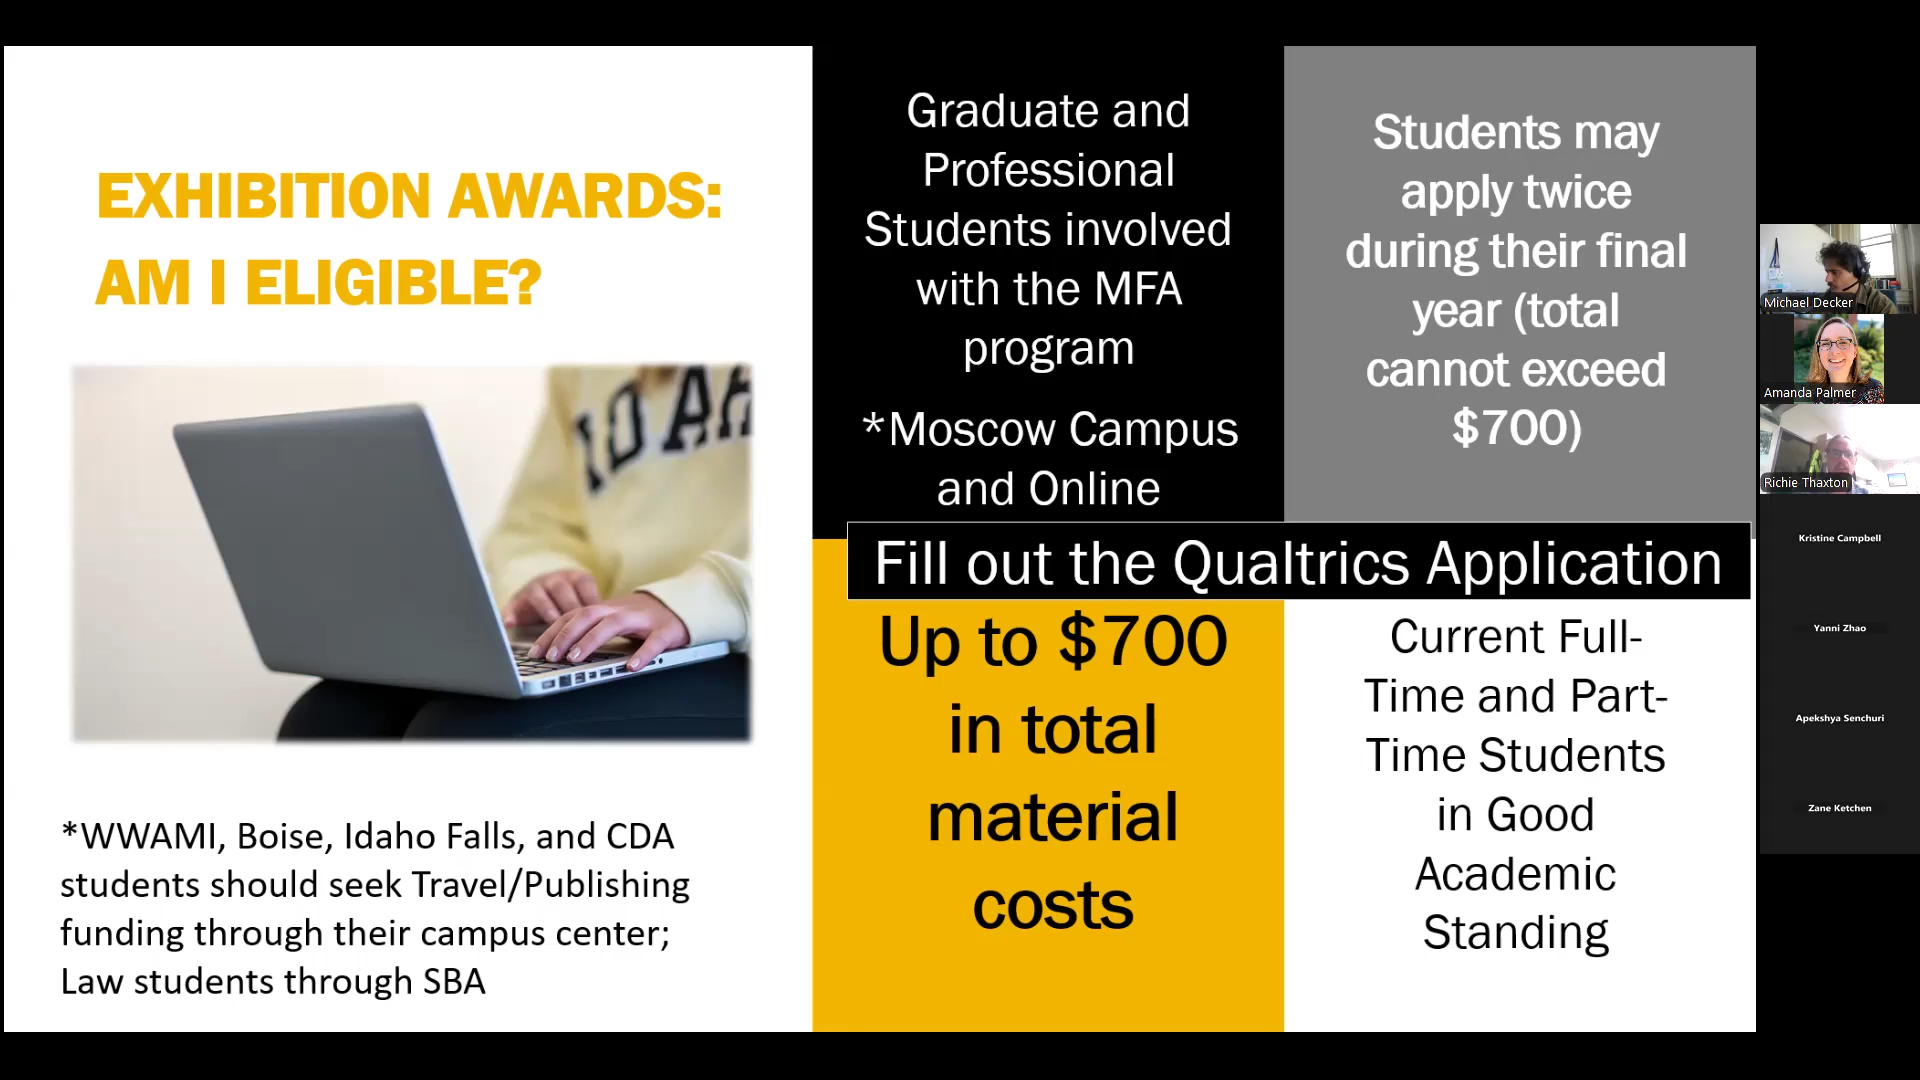 EXHIBITION AWARDS:
AM I ELIGIBLE?
IDAH
*WWAMI, Boise, Idaho Falls, and CDA
students should seek Travel/Publishing
funding through their campus center;
Law students through SBA
Graduate and
Professional
Students involved
with the MFA
program
*Moscow Campus
and Online
Students may
apply twice
during their final
year (total
cannot exceed
$700)
Fill out the Qualtrics Application
Up to $700
in total
material
costs
Current Full-
Time and Part-
Time Students
in Good
Academic
Standing
Michael Decker
Amanda Palmer
Richie Thaxton
Kristine Campbell
Yanni Zhao
Apekshya Senchuri
Zane Ketchen